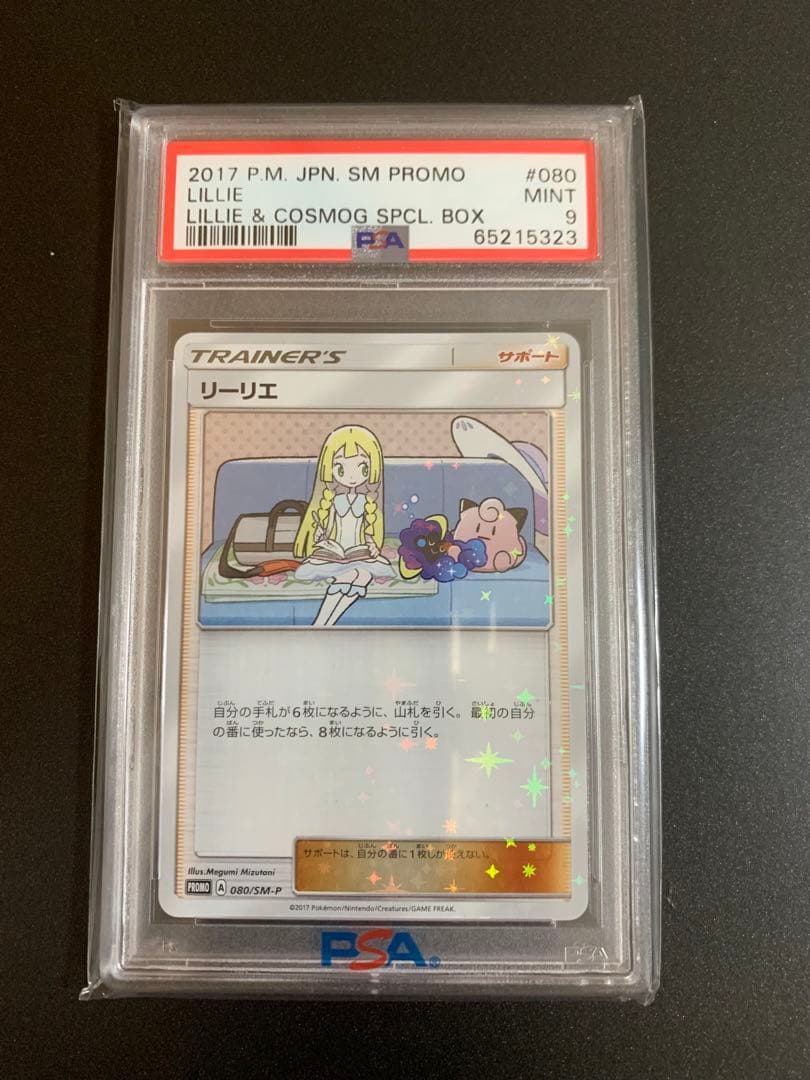 2017 P.M. JPN. SM PROMO #080
LILLIE MINT
LILLIE & COSMOG SPCL. BOX 9
PSA 65215323
TRAINER'S サポート
リーリエ
自分の手札が6枚になるように、山札を引く。最初の自分
の番に使ったなら、8枚になるように引く。
サポートは、自分の番に1枚しか使えない。
Illus.Megumi Mizutani
PROMO A 080/SM-P
©2017 Pokémon/Nintendo/Creatures/GAME FREAK.
PSA
PSA